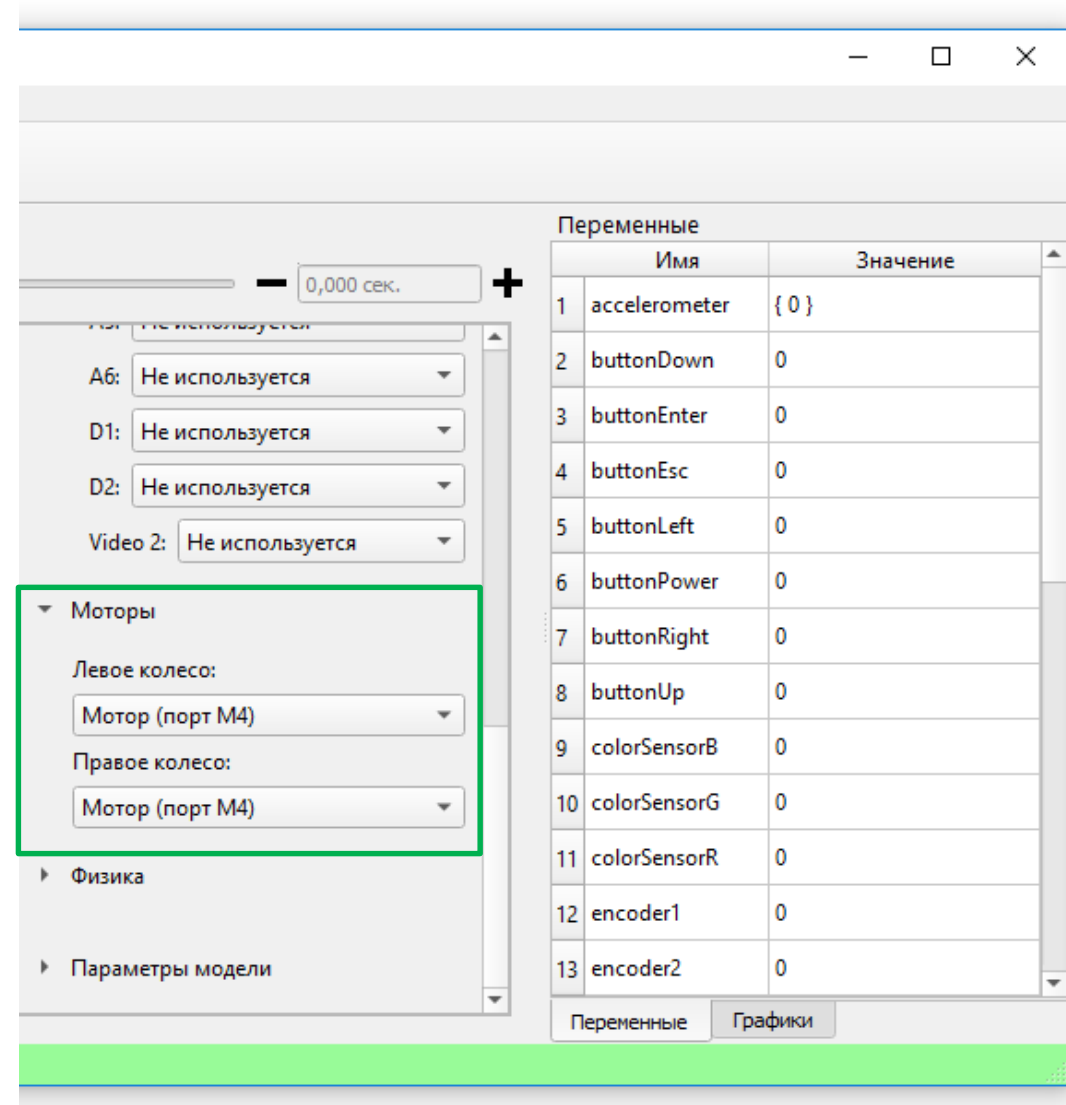 0,000 сек.
A6: Не используется
D1: Не используется
D2: Не используется
Video 2: Не используется
Моторы
Левое колесо:
Мотор (порт M4)
Правое колесо:
Мотор (порт M4)
Физика
Параметры модели
Переменные
Имя Значение
1 accelerometer { 0 }
2 buttonDown 0
3 buttonEnter 0
4 buttonEsc 0
5 buttonLeft 0
6 buttonPower 0
7 buttonRight 0
8 buttonUp 0
9 colorSensorB 0
10 colorSensorG 0
11 colorSensorR 0
12 encoder1 0
13 encoder2 0
Переменные Графики